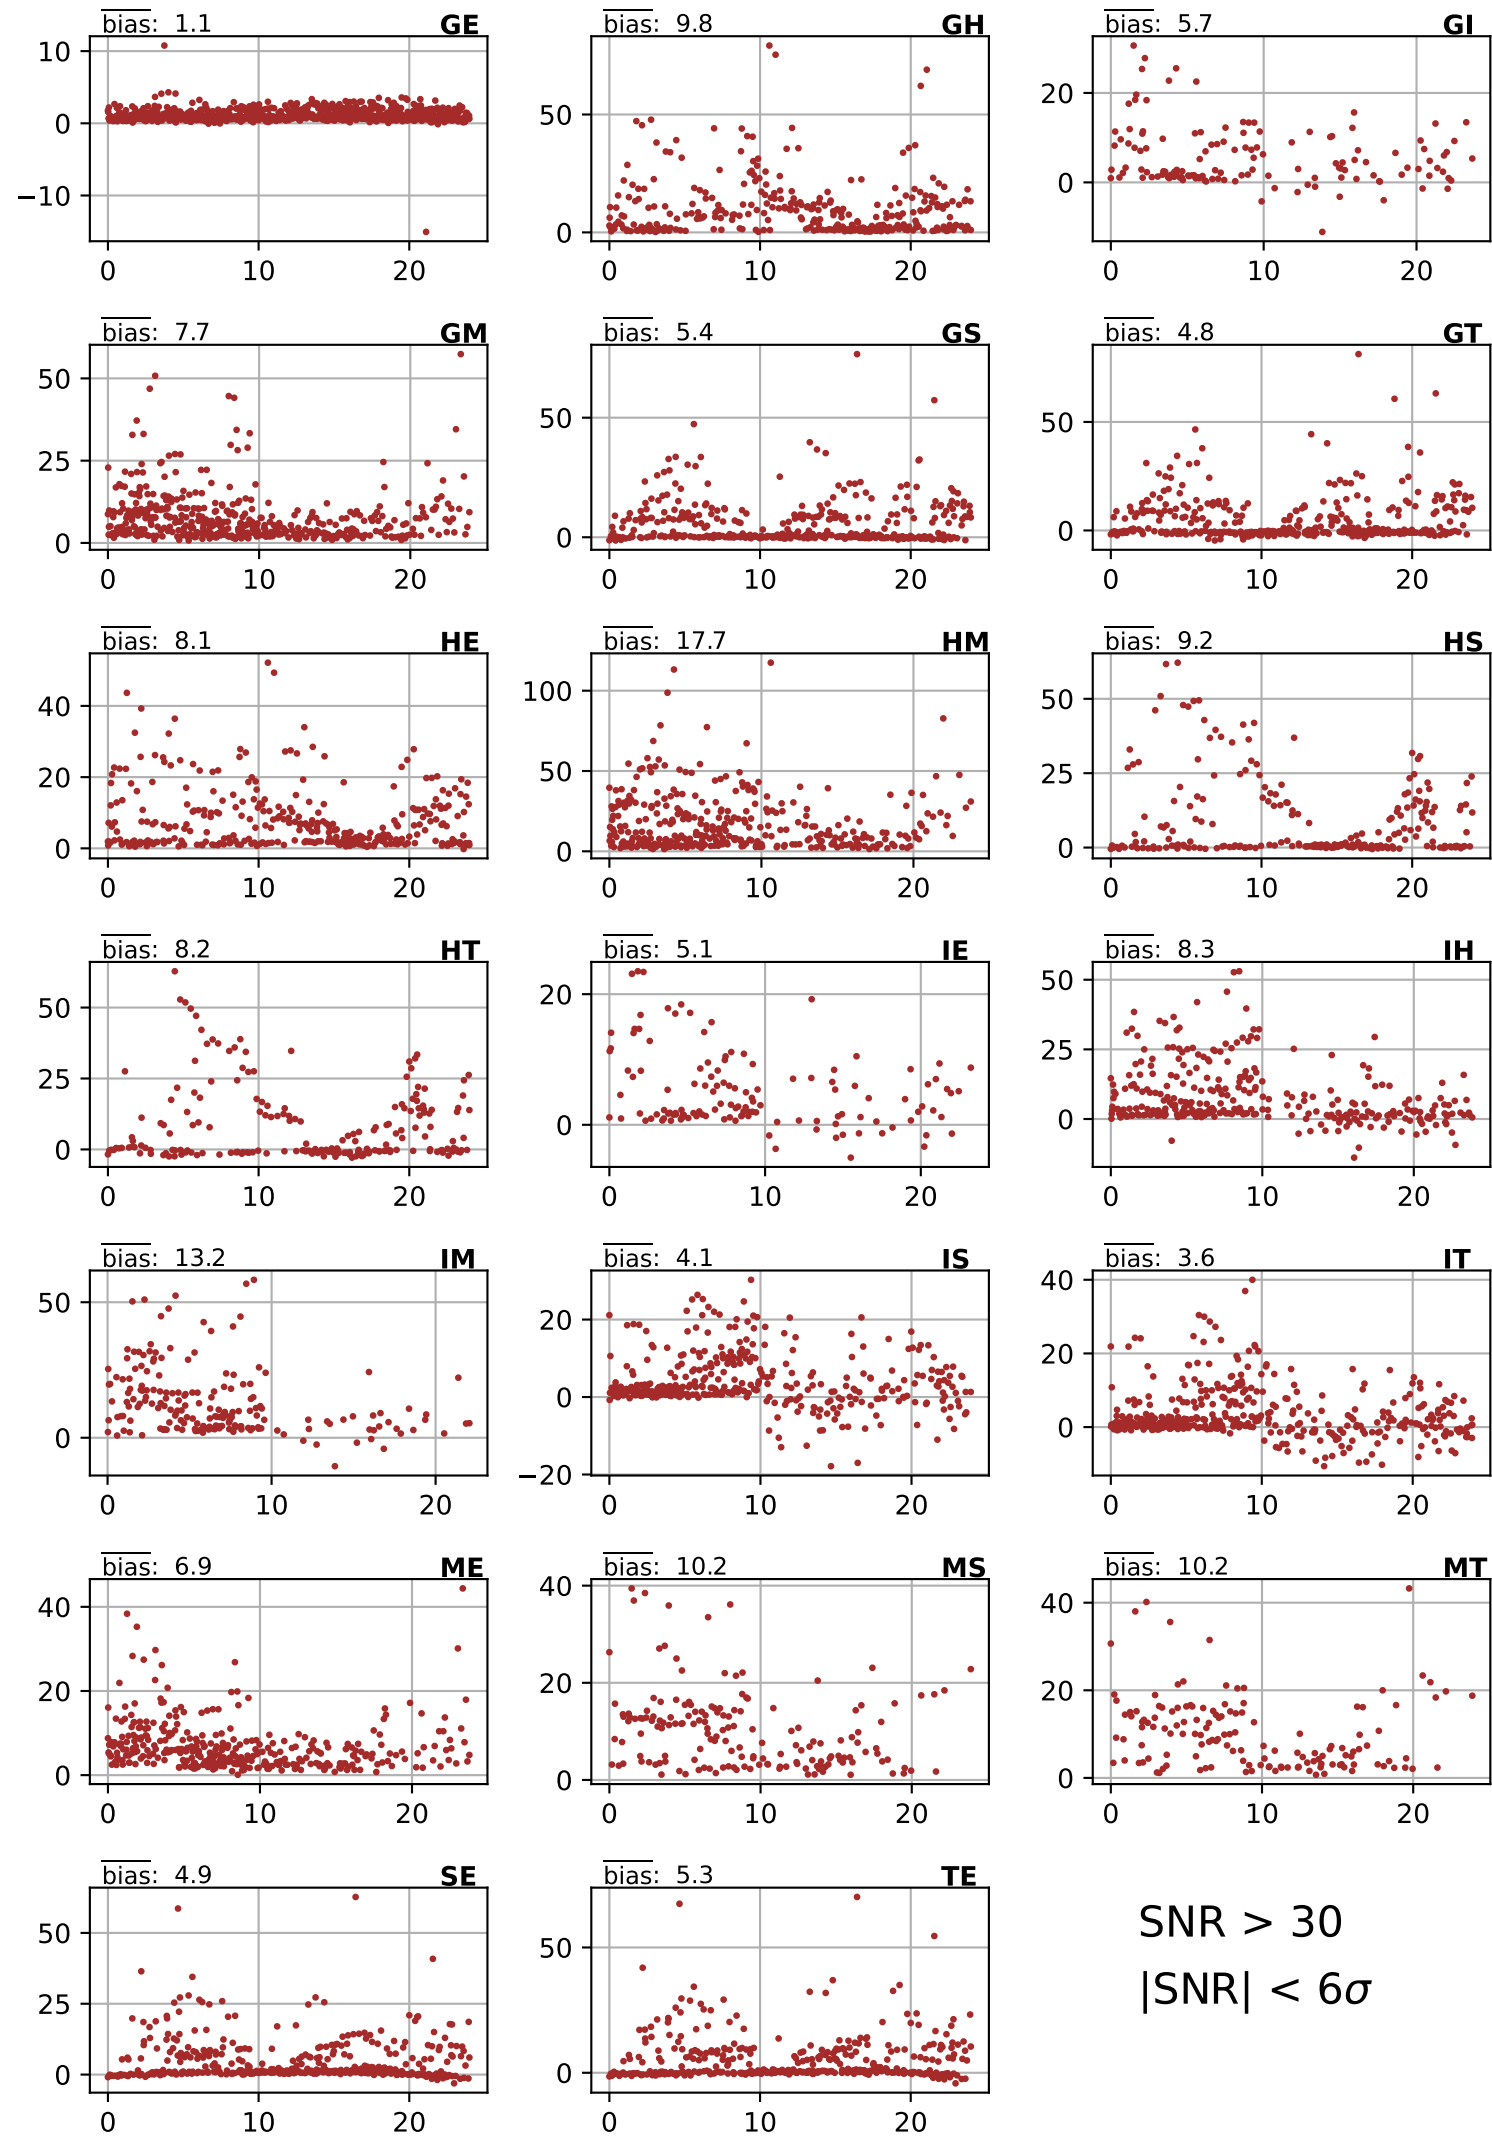 bias: 1.1 GE
bias: 9.8 GH
bias: 5.7 GI
10
0
−10
0 10 20
50
0
0 10 20
20
0
0 10 20
bias: 7.7 GM
bias: 5.4 GS
bias: 4.8 GT
50
25
0
0 10 20
50
0
0 10 20
50
0
0 10 20
bias: 8.1 HE
bias: 17.7 HM
bias: 9.2 HS
40
20
0
0 10 20
100
50
0
0 10 20
50
25
0
0 10 20
bias: 8.2 HT
bias: 5.1 IE
bias: 8.3 IH
50
25
0
0 10 20
20
0
0 10 20
50
25
0
0 10 20
bias: 13.2 IM
bias: 4.1 IS
bias: 3.6 IT
50
0
0 10 20
20
0
−20
0 10 20
40
20
0
0 10 20
bias: 6.9 ME
bias: 10.2 MS
bias: 10.2 MT
40
20
0
0 10 20
40
20
0
0 10 20
40
20
0
0 10 20
bias: 4.9 SE
bias: 5.3 TE
50
25
0
0 10 20
50
0
0 10 20
SNR > 30
|SNR| < 6σ